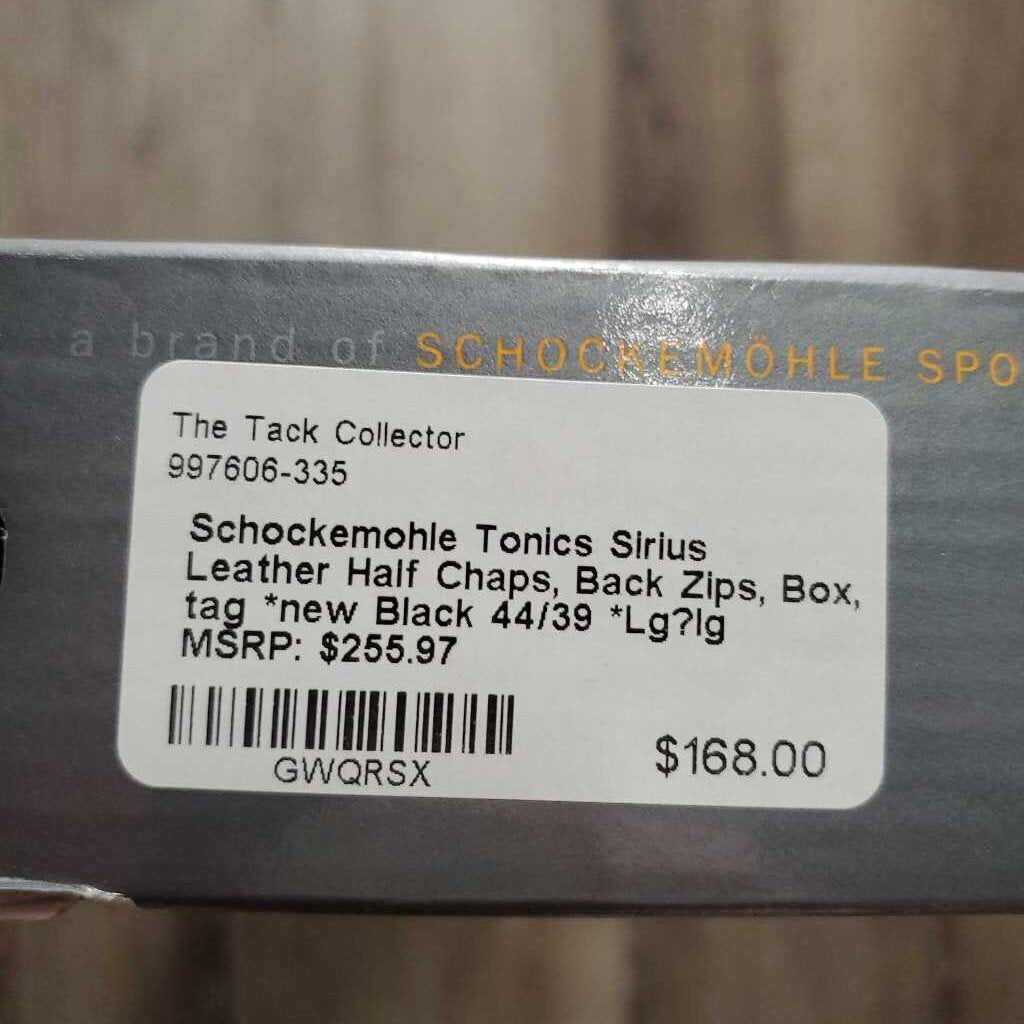 a brand of SCHOCKEMÖHLE SPO
The Tack Collector
997606-335
Schockemohle Tonics Sirius
Leather Half Chaps, Back Zips, Box,
tag *new Black 44/39 *Lg?lg
MSRP: $255.97
GWQRSX
$168.00